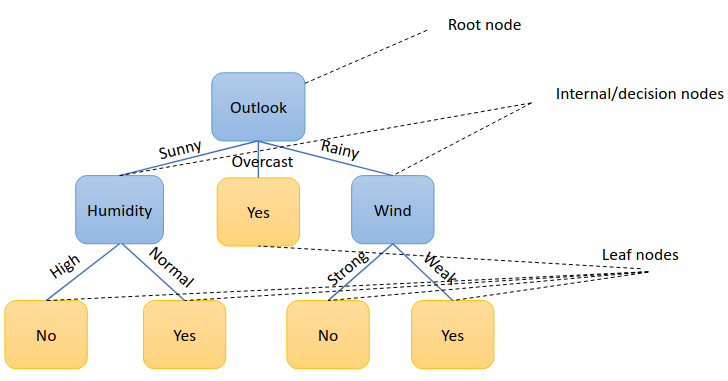 Root node
Internal/decision nodes
Outlook
Sunny
Overcast
Rainy
Humidity
Yes
Wind
Leaf nodes
High
Normal
Strong
Weak
No
Yes
No
Yes